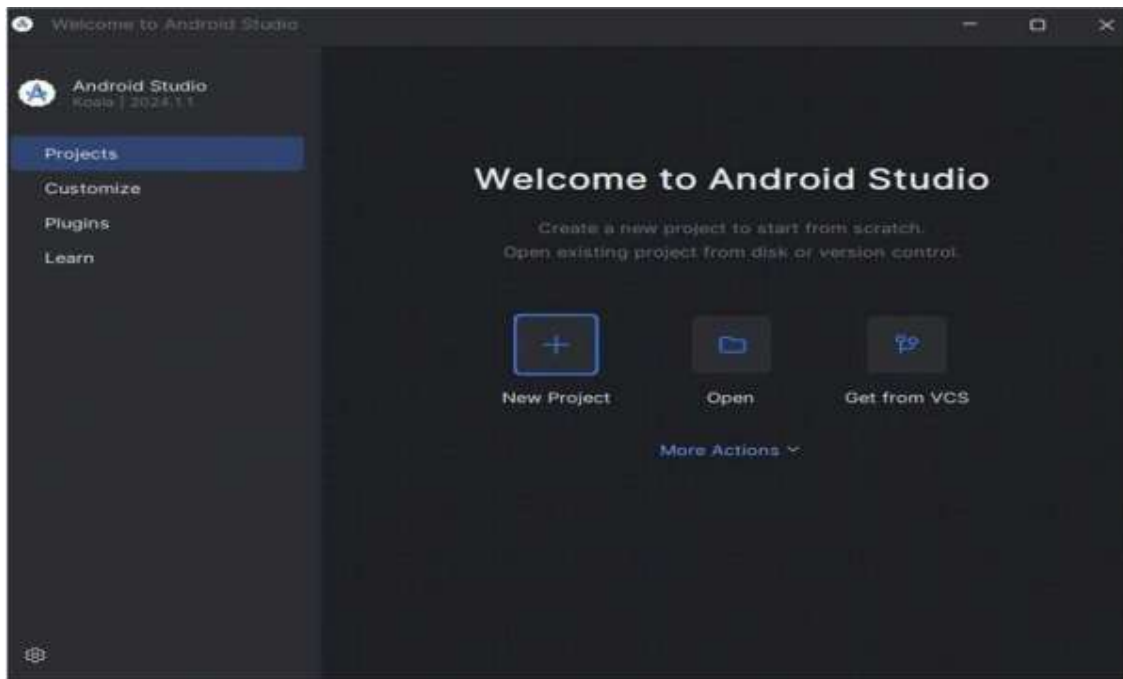 Welcome to Android Studio
Android Studio
Koala | 2024.1.1
Projects
Customize
Plugins
Learn
Welcome to Android Studio
Create a new project to start from scratch.
Open existing project from disk or version control.
New Project
Open
Get from VCS
More Actions